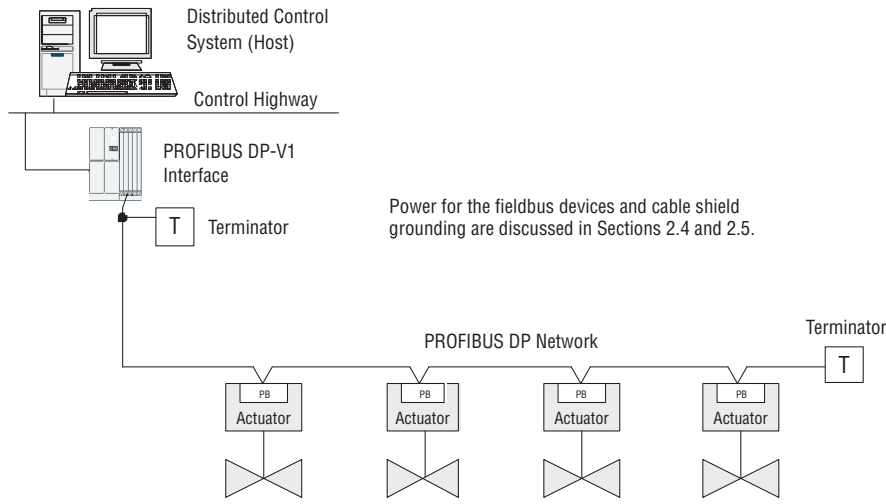 Distributed Control
System (Host)
Control Highway
PROFIBUS DP-V1
Interface
T
Terminator
Power for the fieldbus devices and cable shield
grounding are discussed in Sections 2.4 and 2.5.
PROFIBUS DP Network
Terminator
T
PB
Actuator
PB
Actuator
PB
Actuator
PB
Actuator